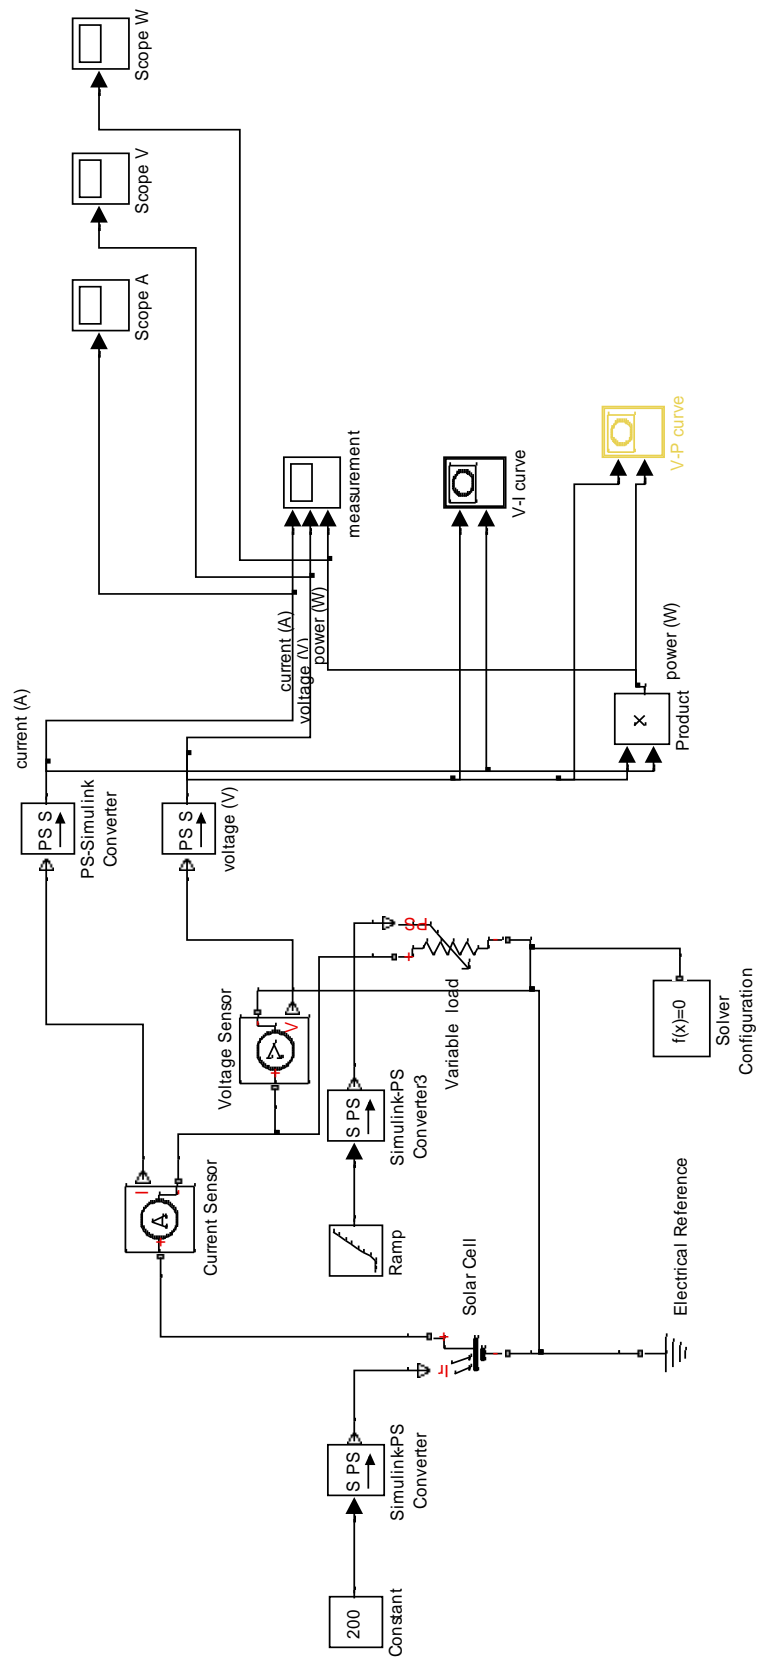 current (A)
PS S
PS-Simulink
Converter
I
A
+
-
Current Sensor
PS S
voltage (V)
Scope A
Scope V
Scope W
V
V
+
-
Voltage Sensor
current (A)
voltage (V)
power (W)
measurement
200
Constant
S PS
Simulink-PS
Converter
Ramp
S PS
Simulink-PS
Converter3
+
-
Variable load
Ir
+
-
Solar Cell
V-I curve
x
Product
power (W)
V-P curve
Electrical Reference
f(x)=0
Solver
Configuration